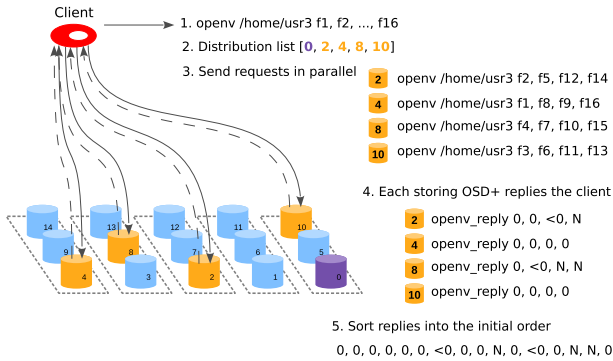 Client
1. openv /home/usr3 f1, f2, ..., f16
2. Distribution list [0, 2, 4, 8, 10]
3. Send requests in parallel
2 openv /home/usr3 f2, f5, f12, f14
4 openv /home/usr3 f1, f8, f9, f16
8 openv /home/usr3 f4, f7, f10, f15
10 openv /home/usr3 f3, f6, f11, f13
4. Each storing OSD+ replies the client
2 openv_reply 0, 0, <0, N
4 openv_reply 0, 0, 0, 0
8 openv_reply 0, <0, N, N
10 openv_reply 0, 0, 0, 0
14 13 12 11 10
9 8 7 6 5
4 3 2 1 0
5. Sort replies into the initial order
0, 0, 0, 0, 0, 0, <0, 0, 0, N, 0, <0, 0, N, N, 0